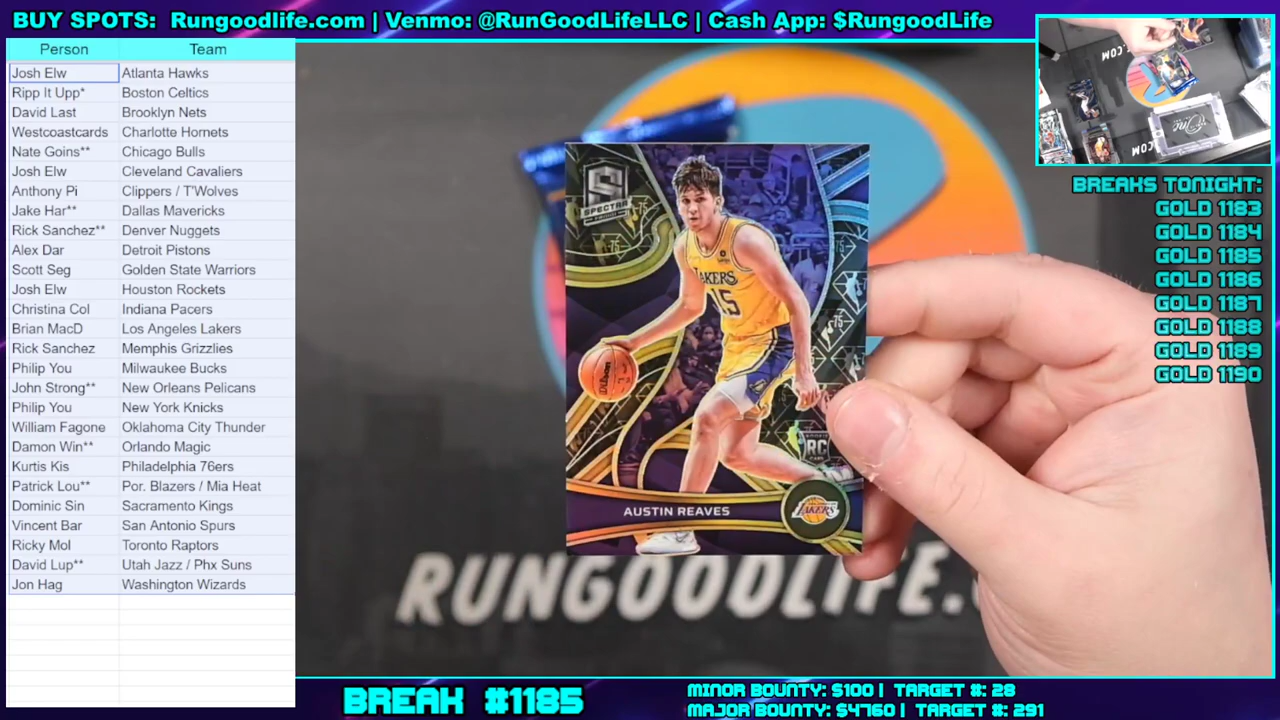 BUY SPOTS: Rungoodlife.com | Venmo: @RunGoodLifeLLC | Cash App: $RungoodLife
Person Team
Josh Elw Atlanta Hawks
Ripp It Upp* Boston Celtics
David Last Brooklyn Nets
Westcoastcards Charlotte Hornets
Nate Goins** Chicago Bulls
Josh Elw Cleveland Cavaliers
Anthony Pi Clippers / T'Wolves
Jake Har** Dallas Mavericks
Rick Sanchez** Denver Nuggets
Alex Dar Detroit Pistons
Scott Seg Golden State Warriors
Josh Elw Houston Rockets
Christina Col Indiana Pacers
Brian MacD Los Angeles Lakers
Rick Sanchez Memphis Grizzlies
Philip You Milwaukee Bucks
John Strong** New Orleans Pelicans
Philip You New York Knicks
William Fagone Oklahoma City Thunder
Damon Win** Orlando Magic
Kurtis Kis Philadelphia 76ers
Patrick Lou** Por. Blazers / Mia Heat
Dominic Sin Sacramento Kings
Vincent Bar San Antonio Spurs
Ricky Mol Toronto Raptors
David Lup** Utah Jazz / Phx Suns
Jon Hag Washington Wizards
S
SPECTRA
LAKERS
15
Wilson
RC
AUSTIN REAVES
LAKERS
RUNGOODLIFE.
BREAKS TONIGHT:
GOLD 1183
GOLD 1184
GOLD 1185
GOLD 1186
GOLD 1187
GOLD 1188
GOLD 1189
GOLD 1190
BREAK #1185
MINOR BOUNTY: $100 | TARGET #: 28
MAJOR BOUNTY: $4760 | TARGET #: 291